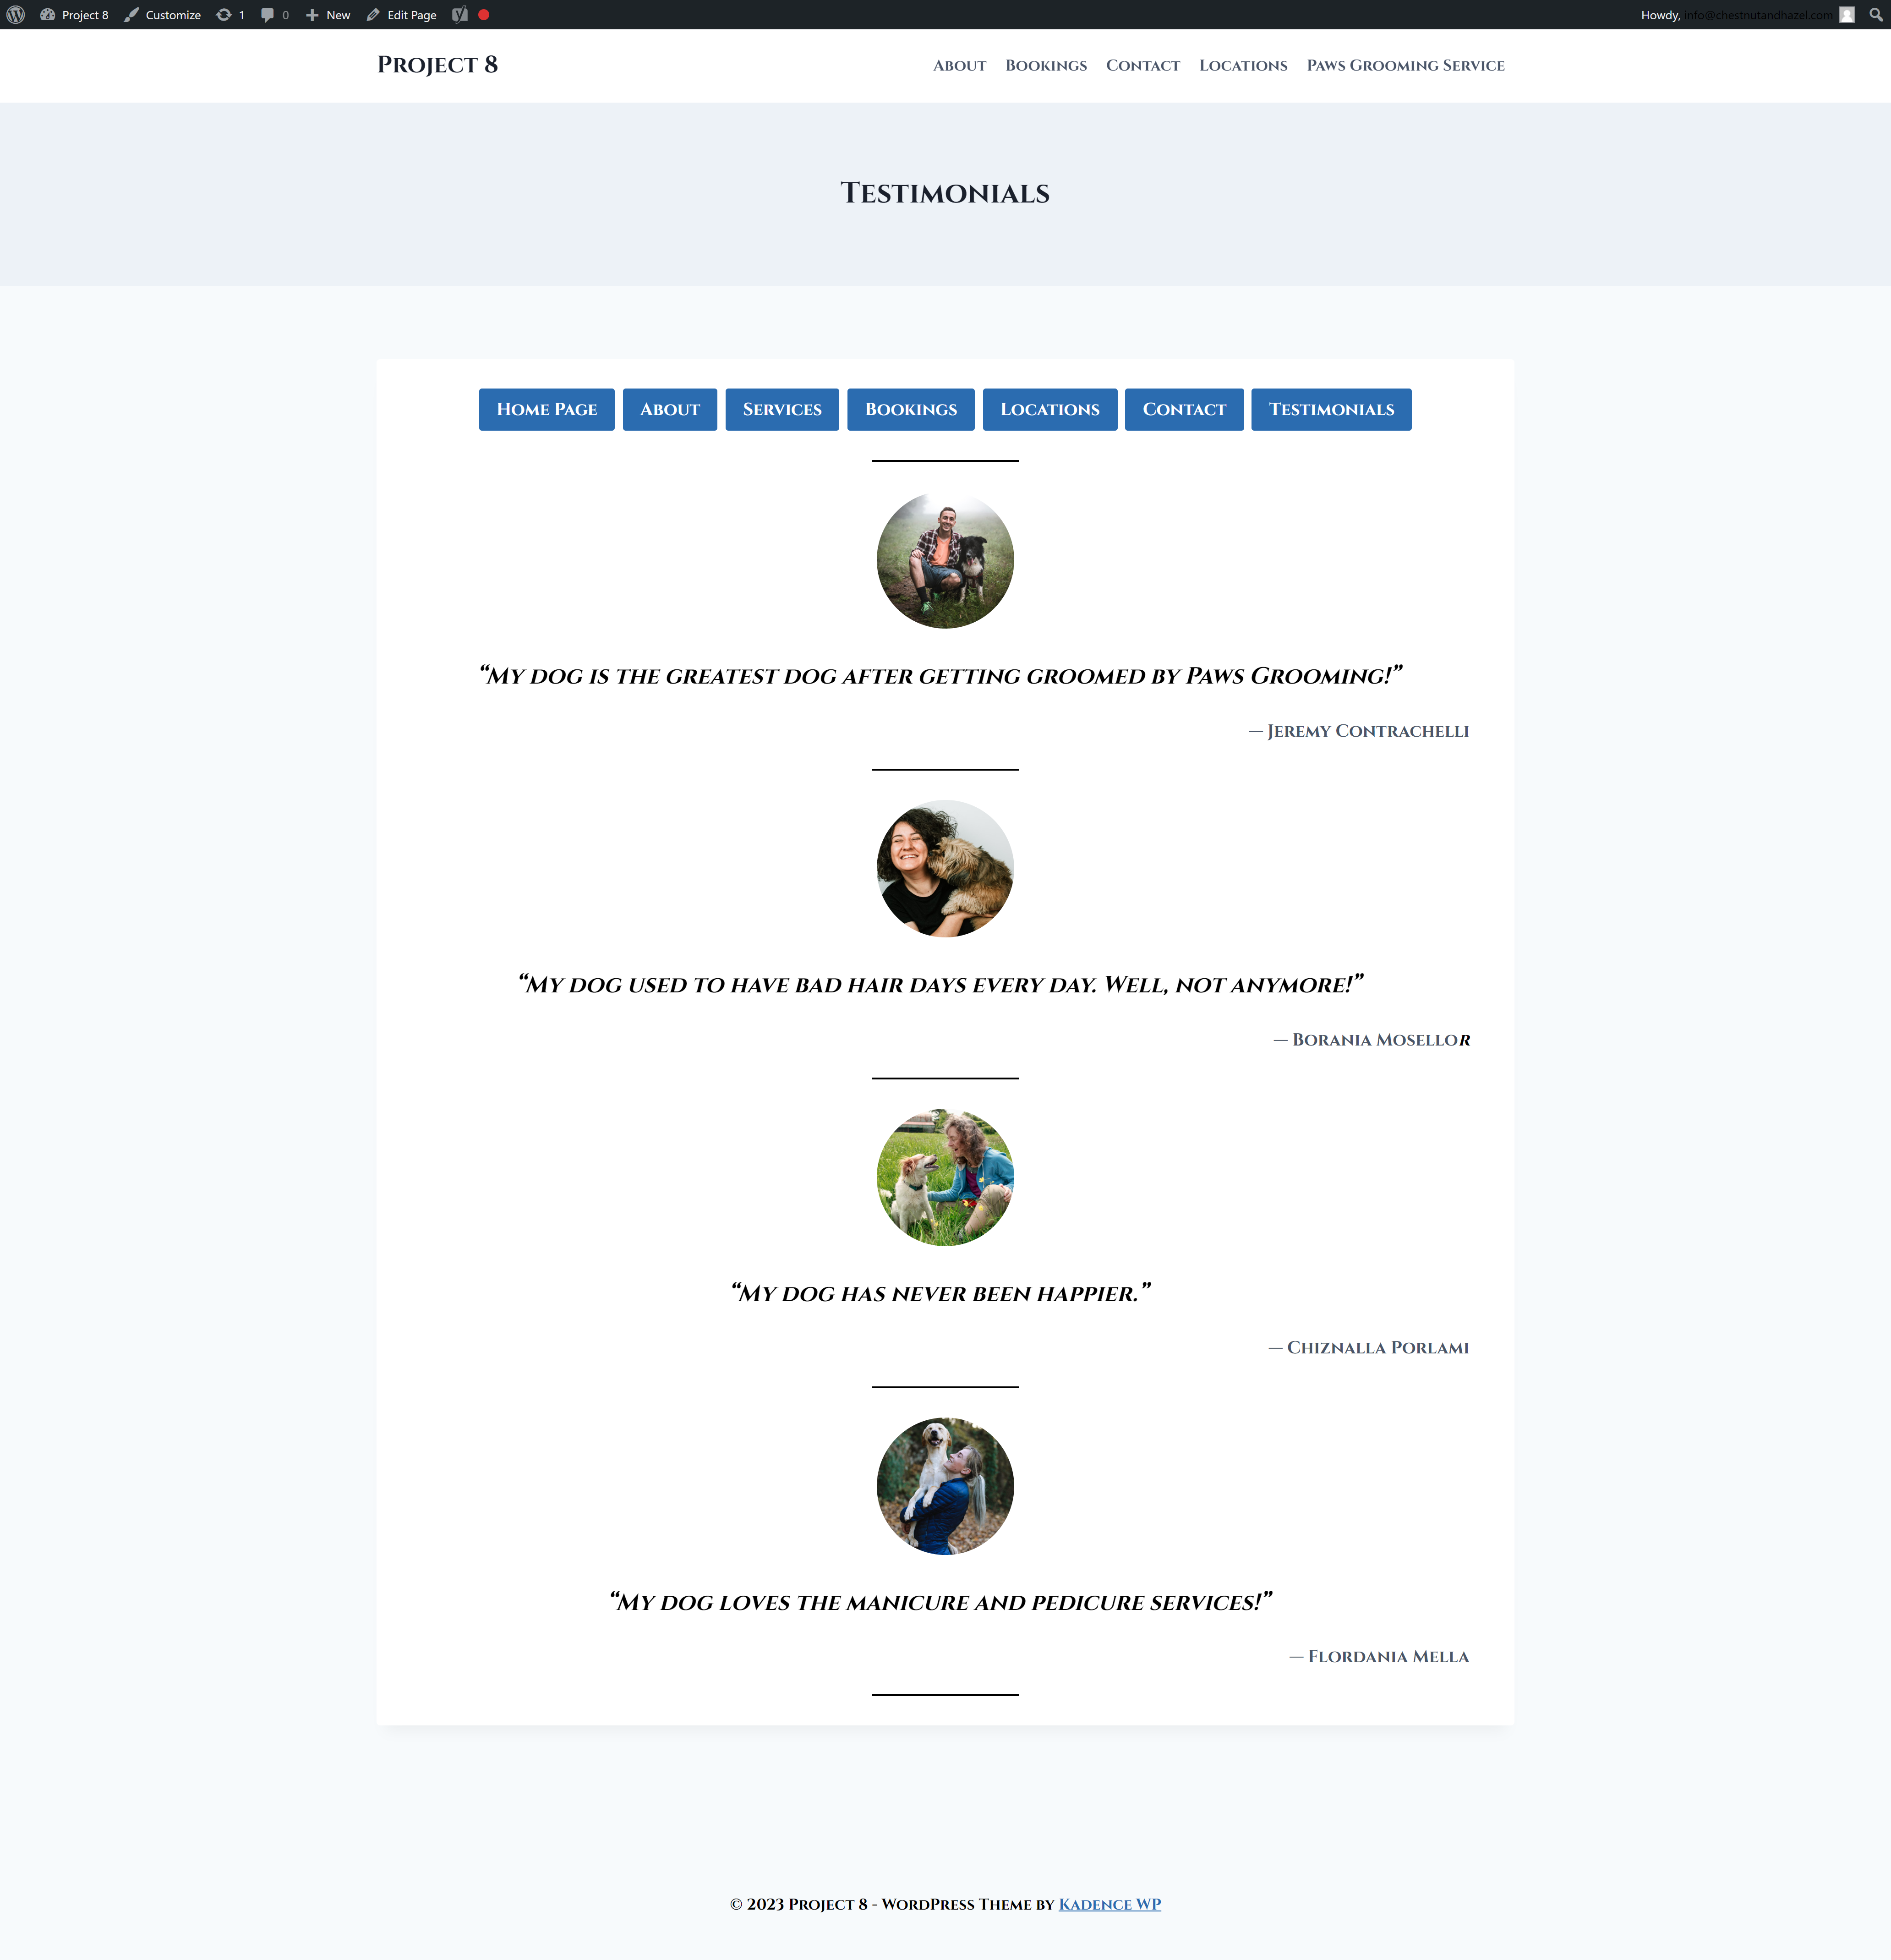 Project 8 Customize 1 0 New Edit Page Howdy, info@chestnutandhazel.com
Project 8 About Bookings Contact Locations Paws Grooming Service
Testimonials
Home Page About Services Bookings Locations Contact Testimonials
“My dog is the greatest dog after getting groomed by Paws Grooming!”
— Jeremy Contrachelli
“My dog used to have bad hair days every day. Well, not anymore!”
— Borania Mosellor
“My dog has never been happier.”
— Chiznalla Porlami
“My dog loves the manicure and pedicure services!”
— Flordania Mella
© 2023 Project 8 - WordPress Theme by Kadence WP